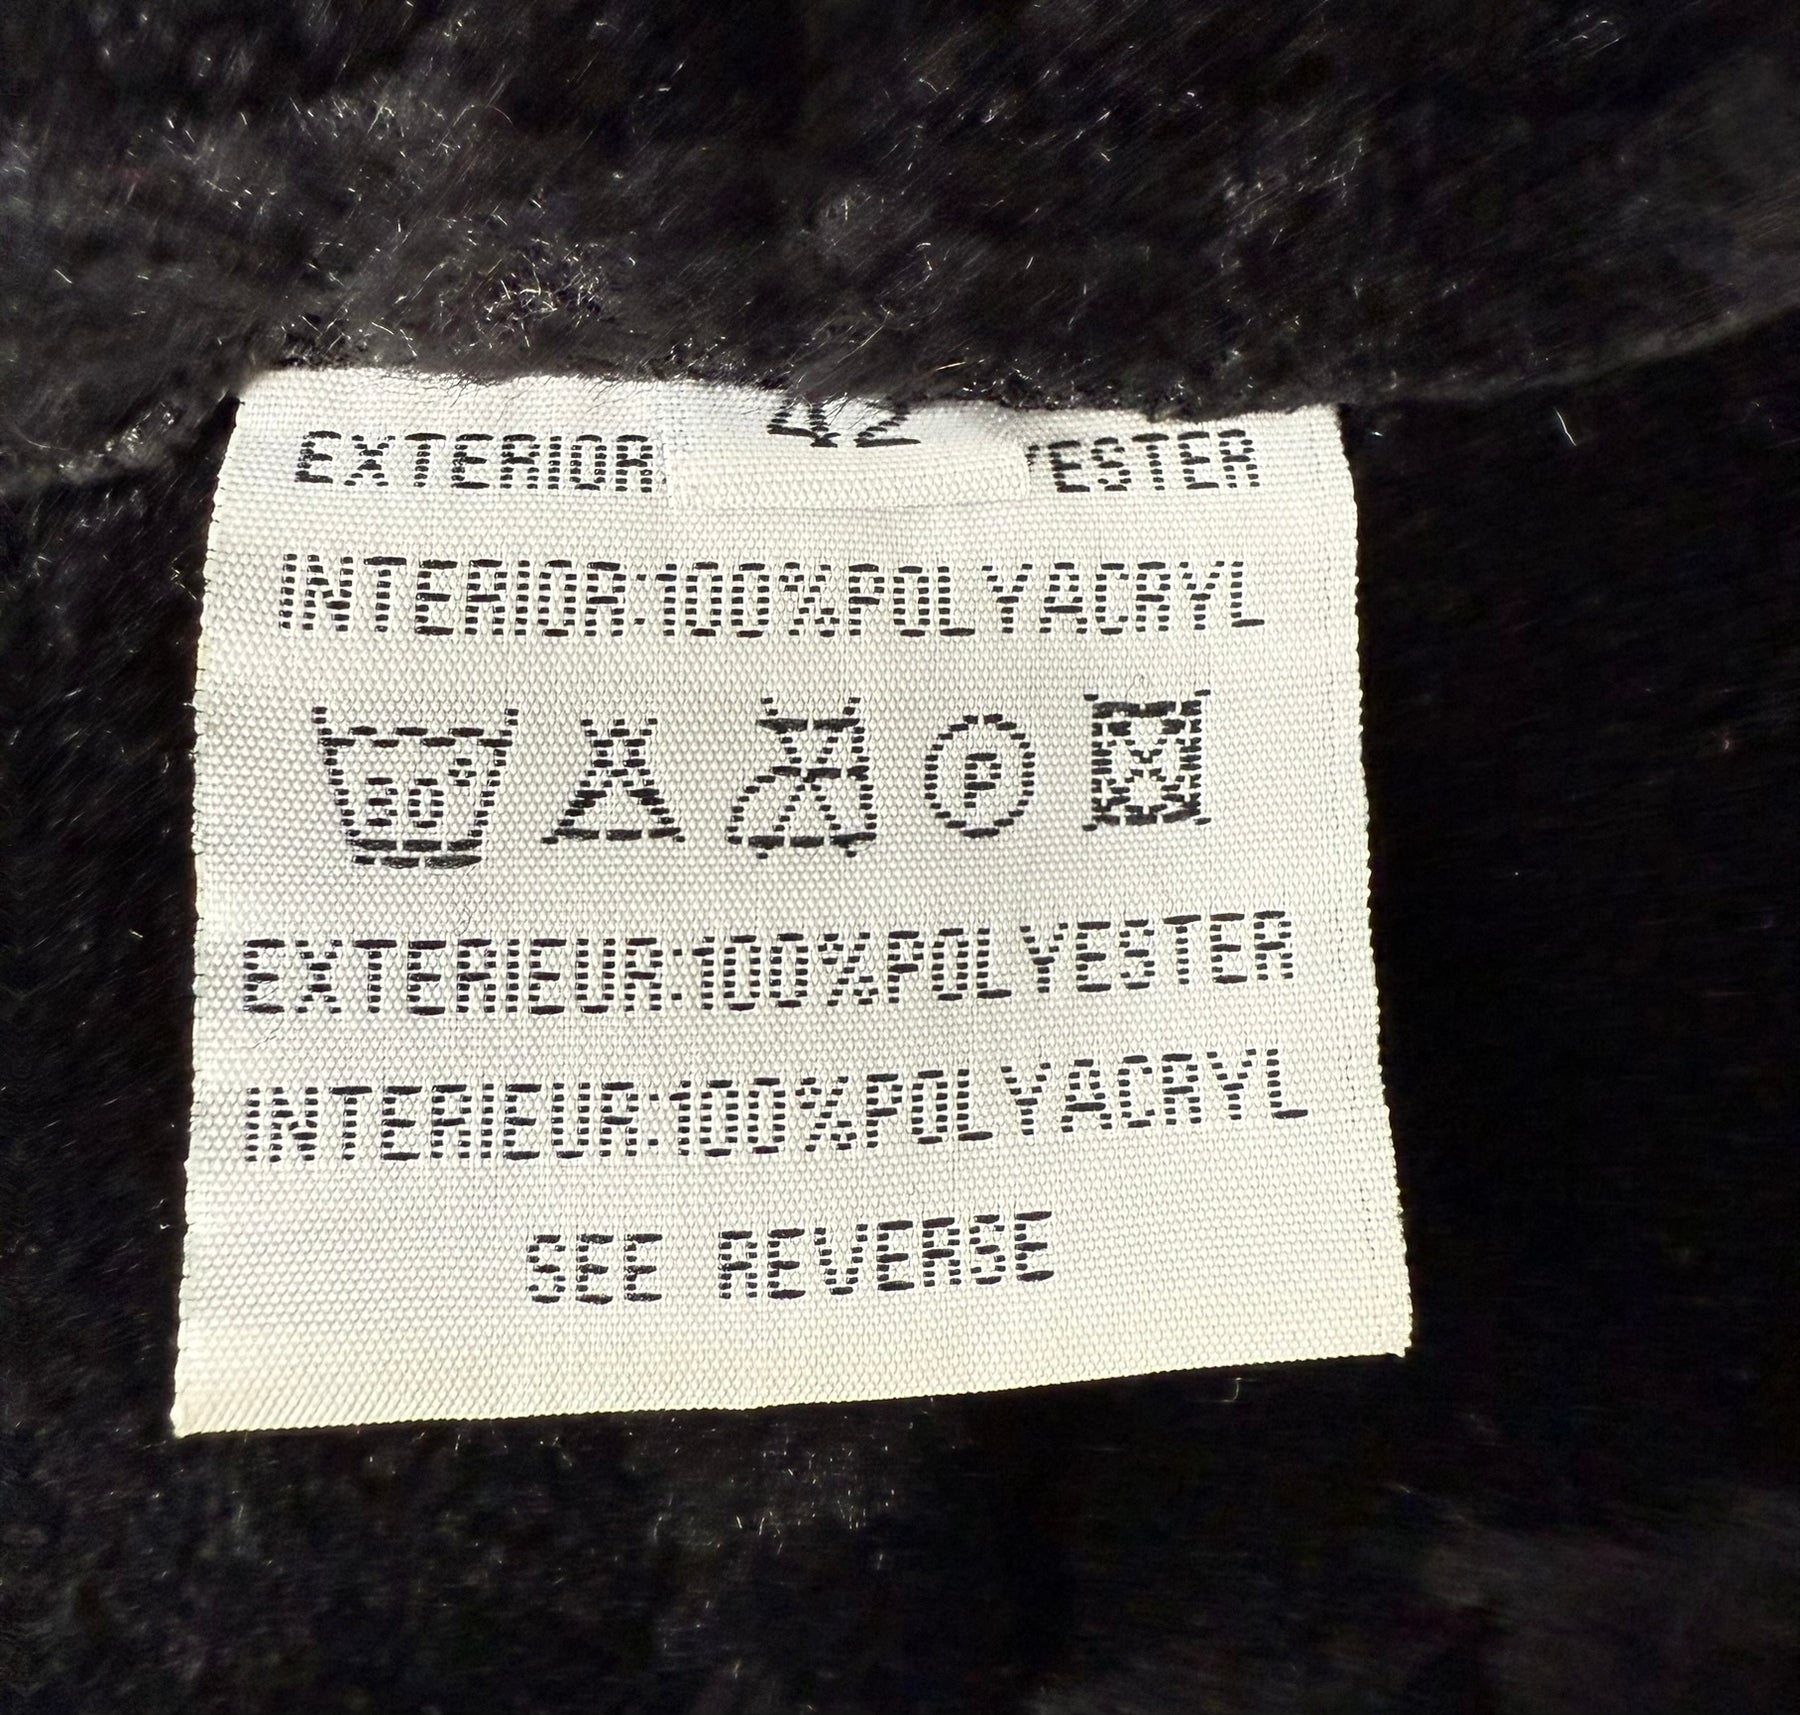 42
EXTERIOR: ESTER
INTERIOR:100%POLYACRYL
30°
P
EXTERIEUR:100%POLYESTER
INTERIEUR:100%POLYACRYL
SEE REVERSE